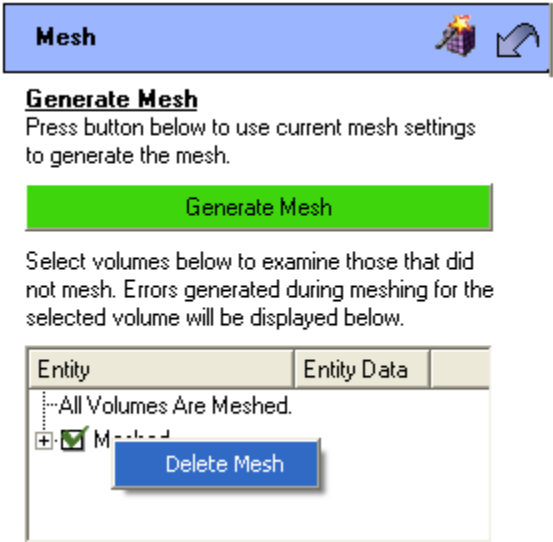 Mesh
Generate Mesh
Press button below to use current mesh settings
to generate the mesh.
Generate Mesh
Select volumes below to examine those that did
not mesh. Errors generated during meshing for the
selected volume will be displayed below.
Entity Entity Data
All Volumes Are Meshed.
Meshed
Delete Mesh